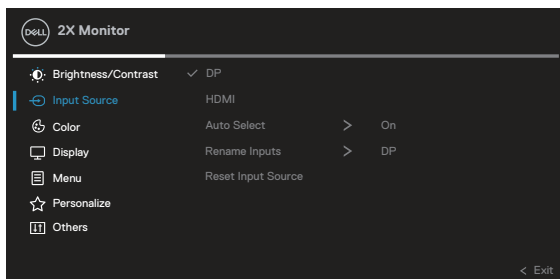 DELL 2X Monitor
Brightness/Contrast ✓ DP
Input Source HDMI
Color Auto Select > On
Display Rename Inputs > DP
Menu Reset Input Source
Personalize
Others
< Exit